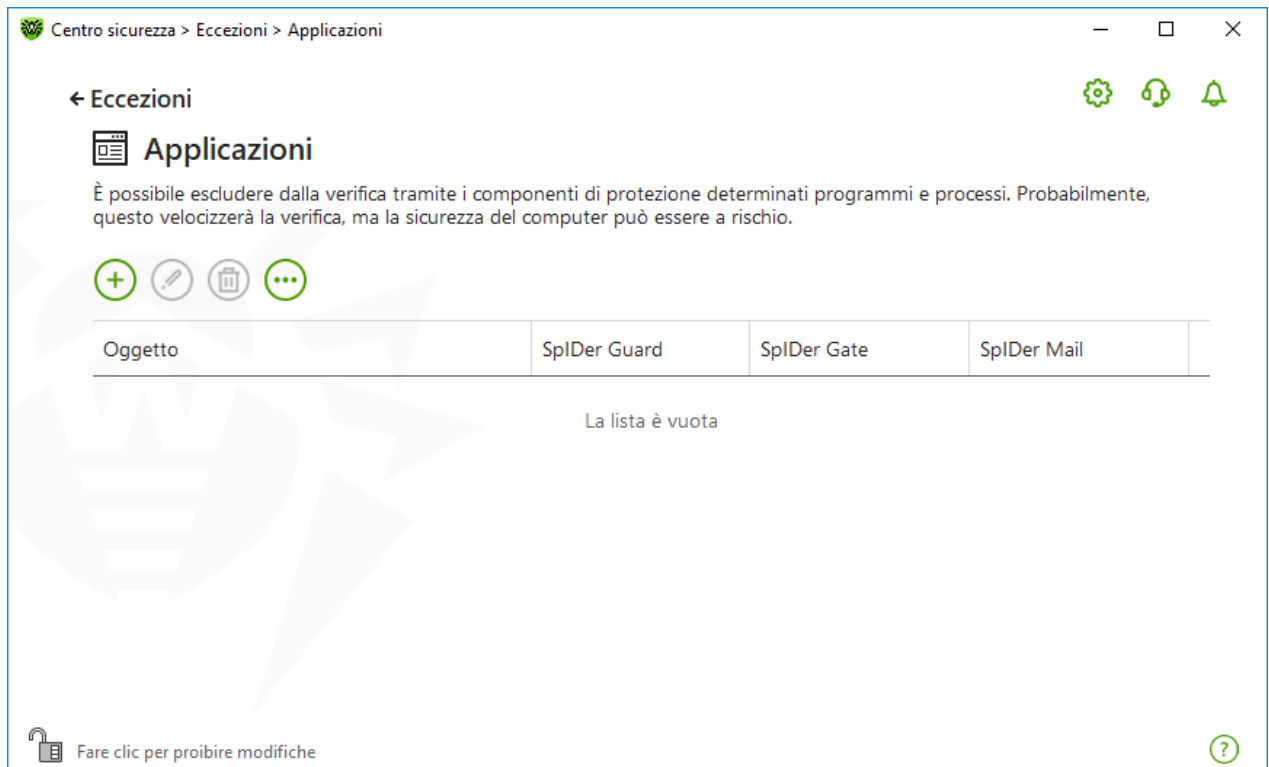 Centro sicurezza > Eccezioni > Applicazioni
Eccezioni
Applicazioni
È possibile escludere dalla verifica tramite i componenti di protezione determinati programmi e processi. Probabilmente,
questo velocizzerà la verifica, ma la sicurezza del computer può essere a rischio.
Oggetto SpIDer Guard SpIDer Gate SpIDer Mail
La lista è vuota
Fare clic per proibire modifiche
?